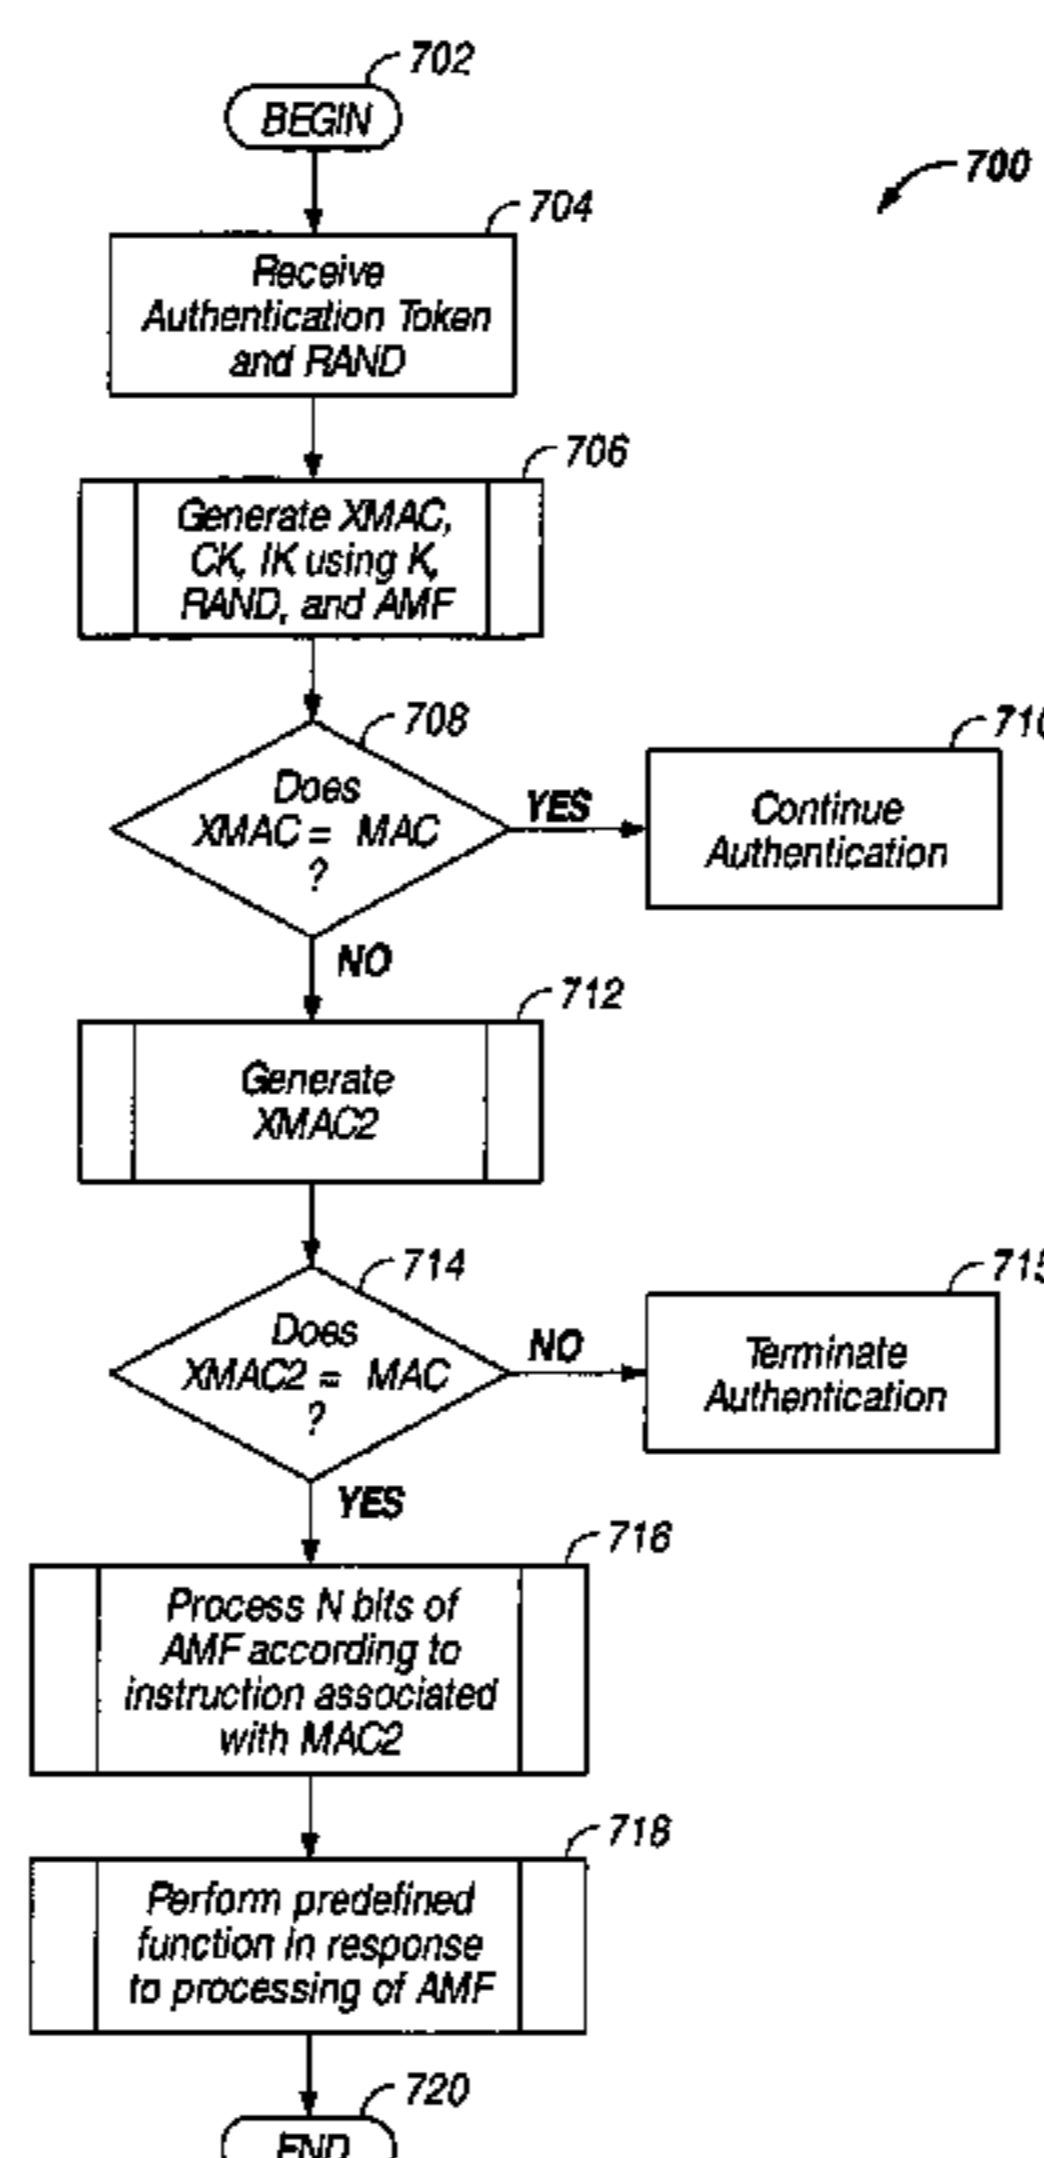 702
BEGIN
700
704
Receive
Authentication Token
and RAND
706
Generate XMAC,
CK, IK using K,
RAND, and AMF
708
Does
XMAC = MAC
?
YES
710
Continue
Authentication
NO
712
Generate
XMAC2
714
Does
XMAC2 = MAC
?
NO
715
Terminate
Authentication
YES
716
Process N bits of
AMF according to
instruction associated
with MAC2
718
Perform predefined
function in response
to processing of AMF
720
END